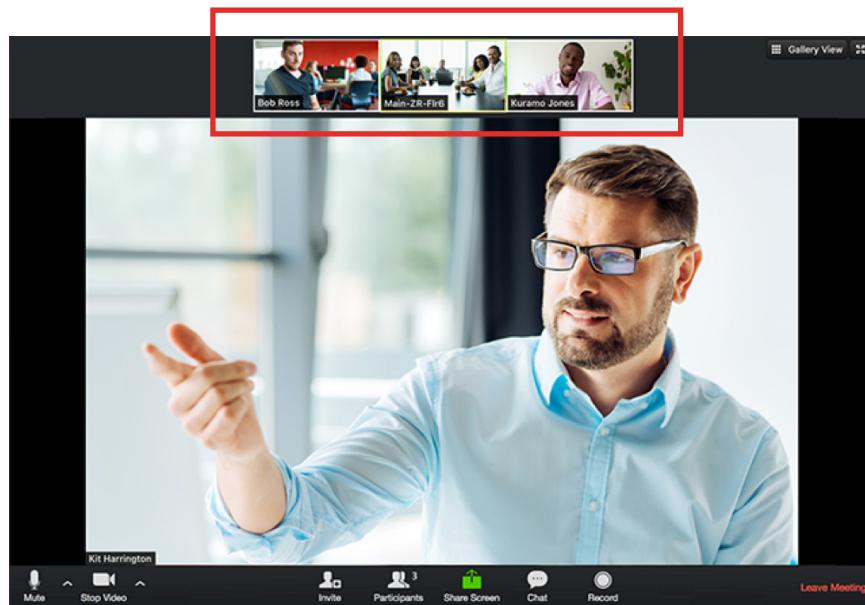 Gallery View
Bob Ross
Main-ZR-Flr6
Kuramo Jones
Kit Harrington
3
Mute
Stop Video
Invite
Participants
Share Screen
Chat
Record
Leave Meeting